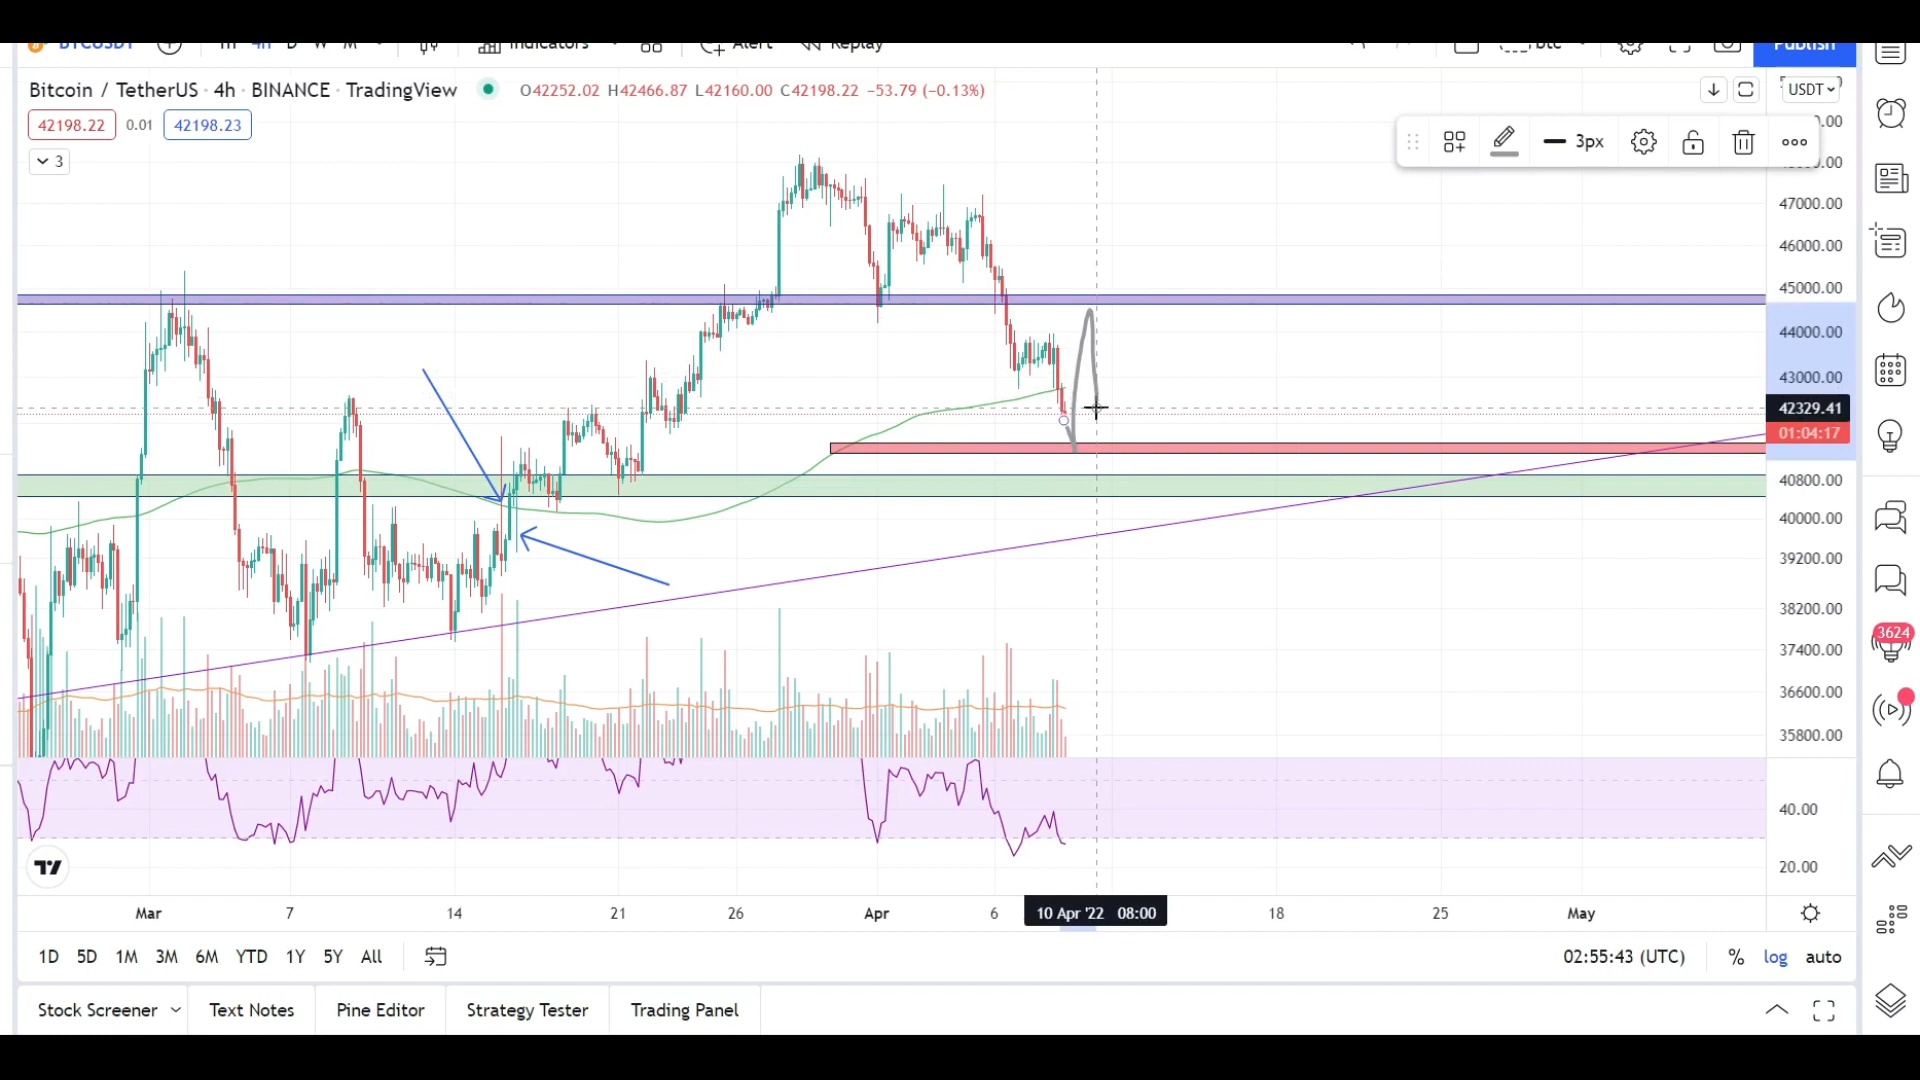 BTCUSDT 4h D W M Indicators Alert Replay btc Publish
Bitcoin / TetherUS · 4h · BINANCE · TradingView O42252.02 H42466.87 L42160.00 C42198.22 −53.79 (−0.13%)
USDT
42198.22 0.01 42198.23
3px
3
47000.00
46000.00
45000.00
44000.00
43000.00
42329.41
01:04:17
40800.00
40000.00
39200.00
38200.00
37400.00
36600.00
35800.00
3624
40.00
20.00
Mar 7 14 21 26 Apr 6 10 Apr '22 08:00 18 25 May
1D 5D 1M 3M 6M YTD 1Y 5Y All 02:55:43 (UTC) % log auto
Stock Screener Text Notes Pine Editor Strategy Tester Trading Panel